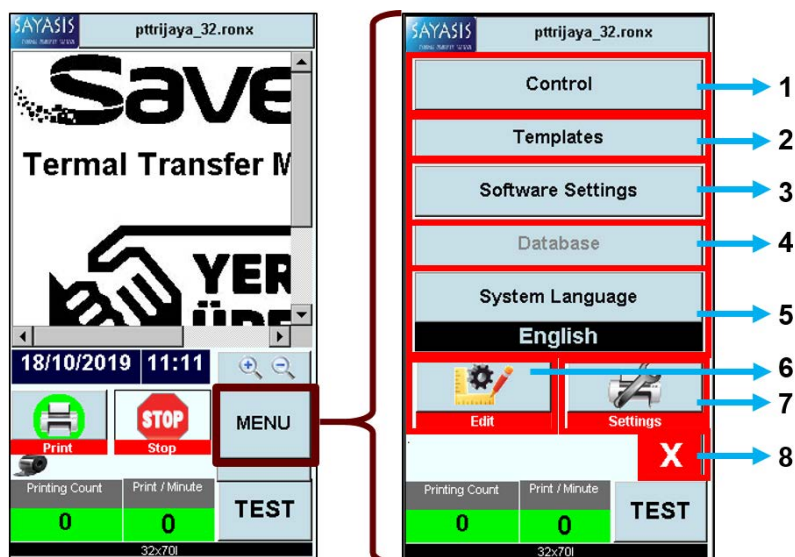 SAYASIS
pttrijaya_32.ronx
Save
Termal Transfer M
YER
ÜRE
18/10/2019 11:11
Print
STOP
Stop
MENU
Printing Count
Print / Minute
0
0
TEST
32x70l
SAYASIS
pttrijaya_32.ronx
Control
1
Templates
2
Software Settings
3
Database
4
System Language
English
5
Edit
6
Settings
7
X
8
Printing Count
Print / Minute
0
0
TEST
32x70l